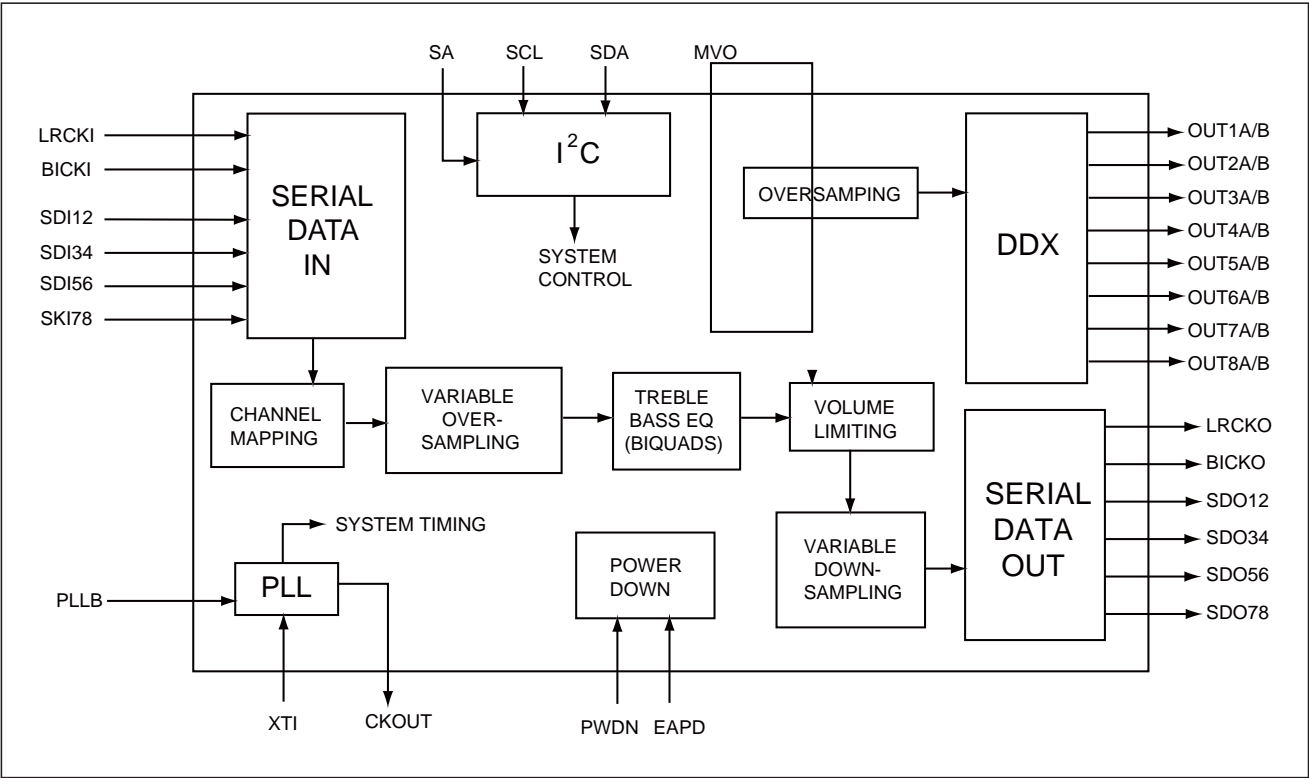 SA
SCL
SDA
MVO
LRCKI
BICKI
SDI12
SDI34
SDI56
SKI78
SERIAL
DATA
IN
I2C
SYSTEM
CONTROL
OVERSAMPING
DDX
OUT1A/B
OUT2A/B
OUT3A/B
OUT4A/B
OUT5A/B
OUT6A/B
OUT7A/B
OUT8A/B
CHANNEL
MAPPING
VARIABLE
OVER-
SAMPLING
TREBLE
BASS EQ
(BIQUADS)
VOLUME
LIMITING
SERIAL
DATA
OUT
LRCKO
BICKO
SDO12
SDO34
SDO56
SDO78
SYSTEM TIMING
PLLB
PLL
POWER
DOWN
VARIABLE
DOWN-
SAMPLING
XTI
CKOUT
PWDN
EAPD